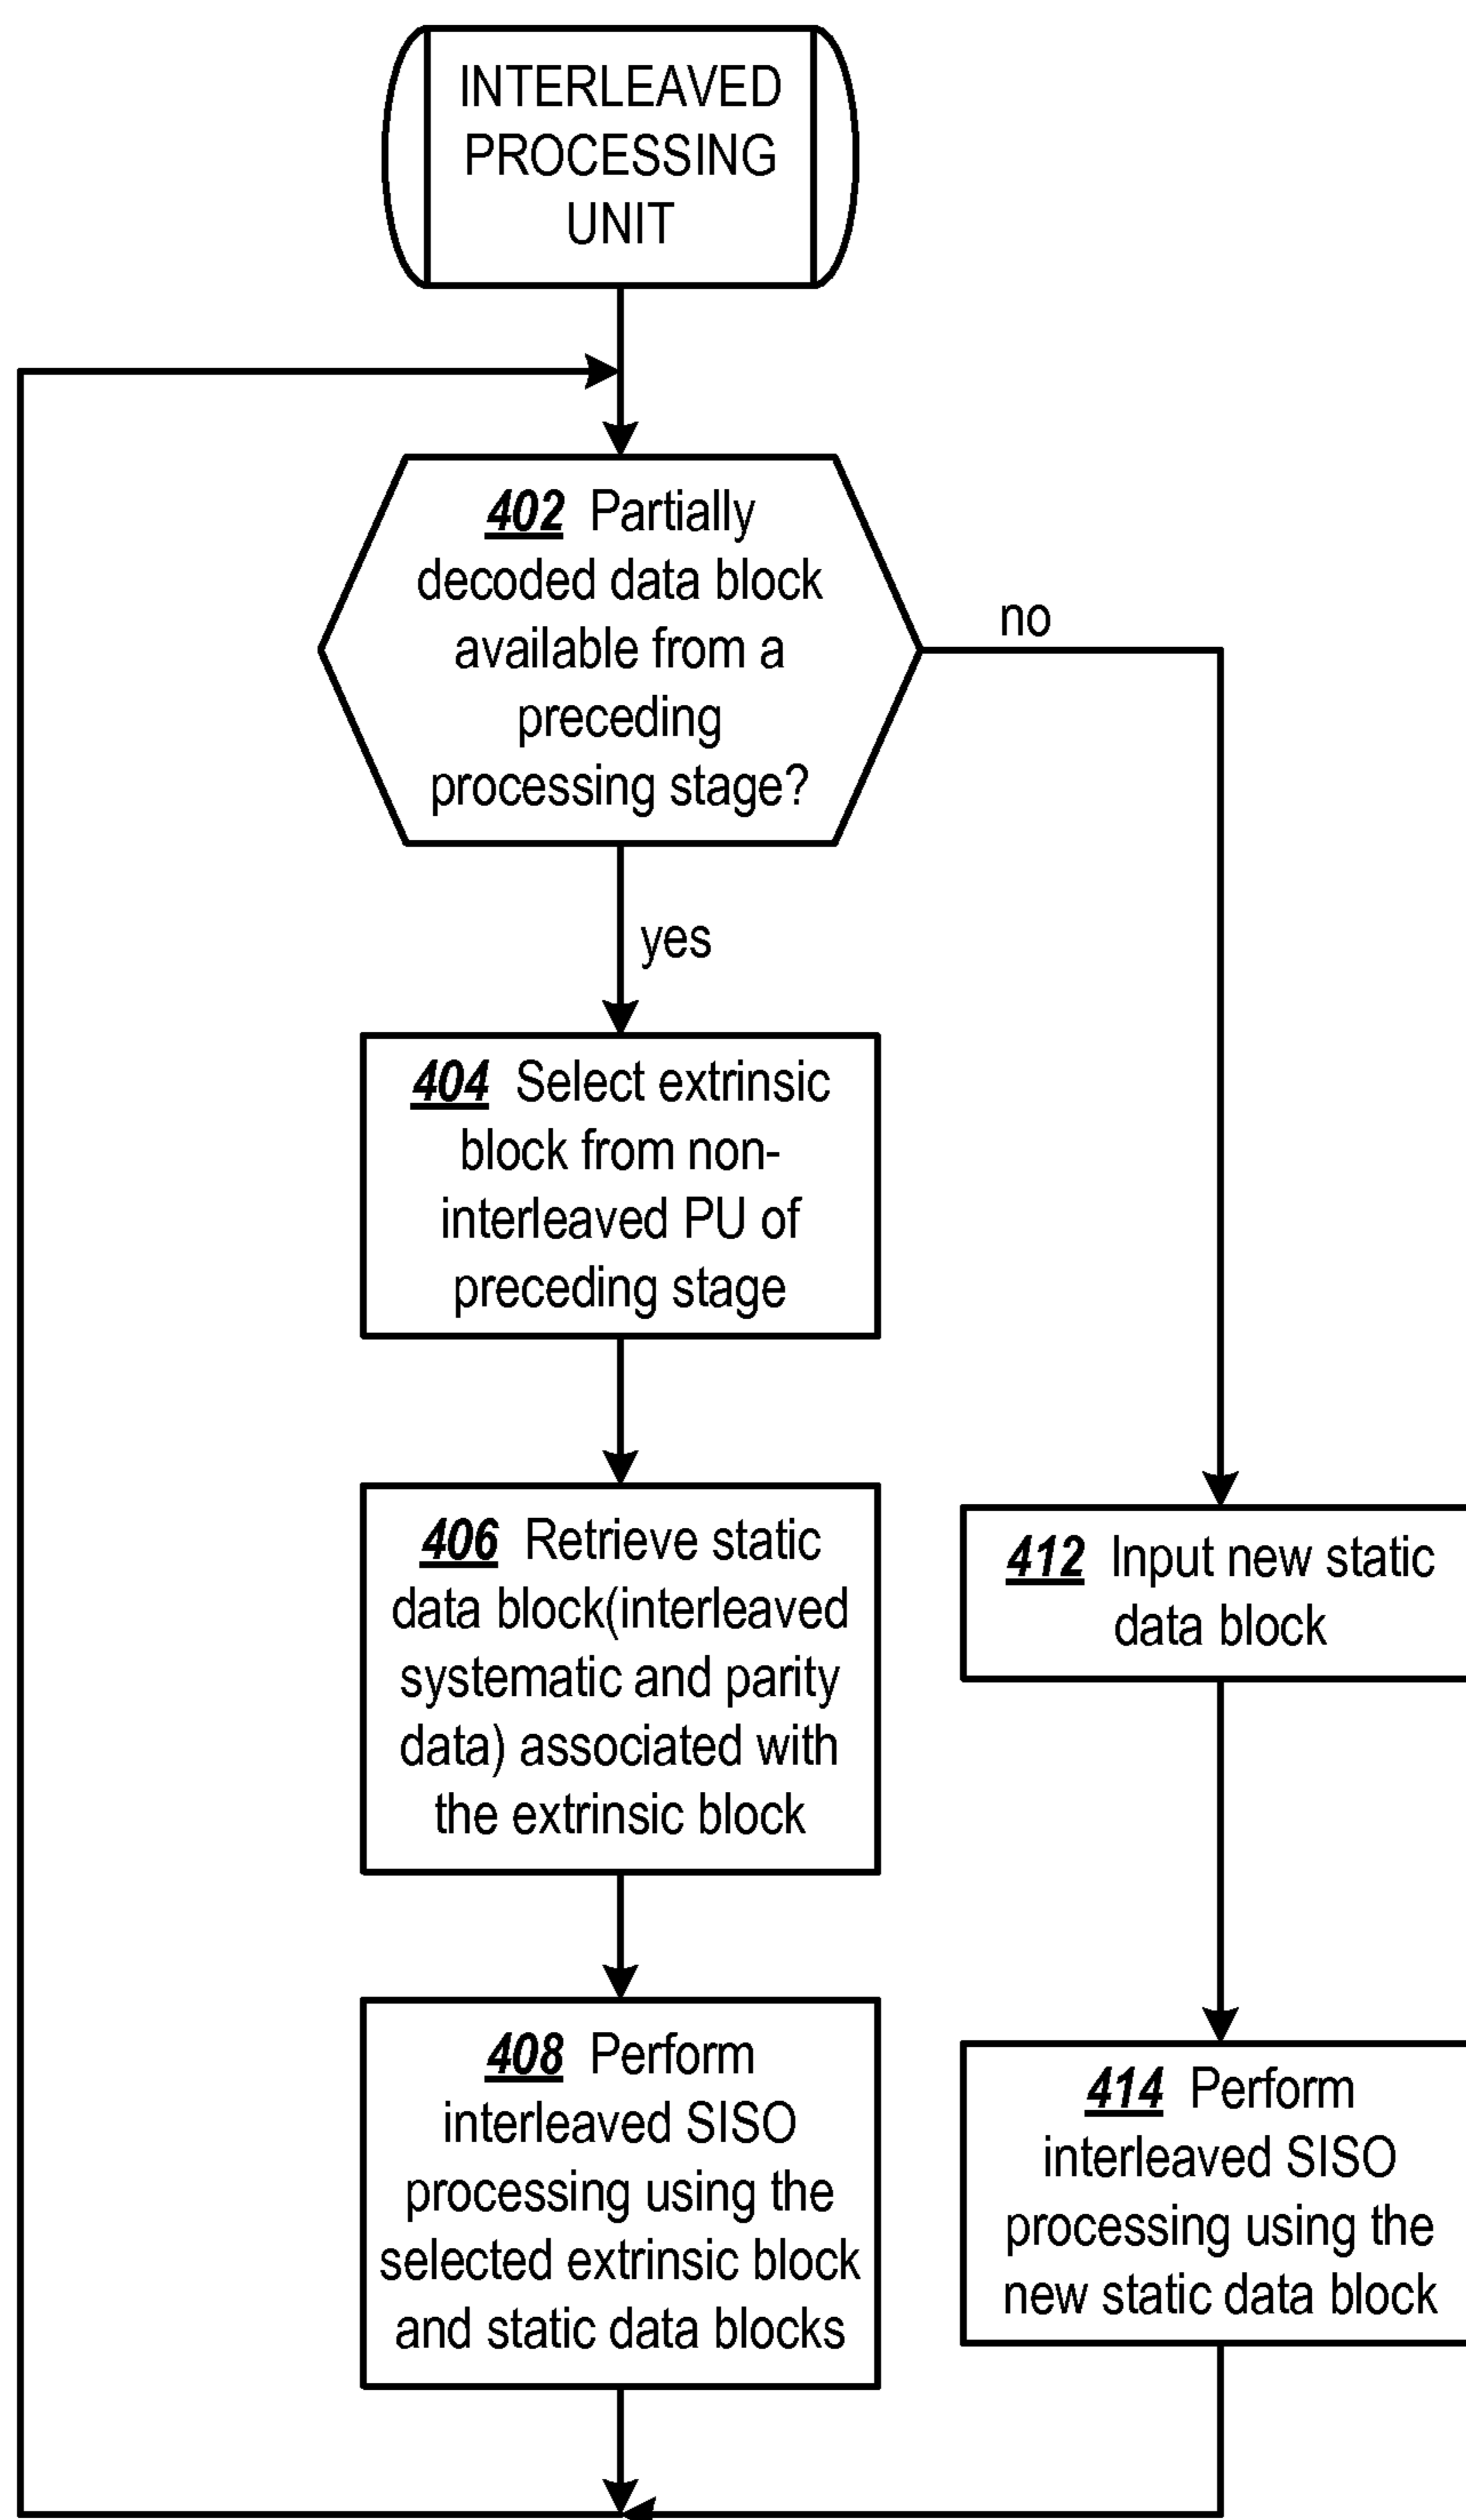 INTERLEAVED
PROCESSING
UNIT
402 Partially
decoded data block
available from a
preceding
processing stage?
no
yes
404 Select extrinsic
block from non-
interleaved PU of
preceding stage
406 Retrieve static
data block(interleaved
systematic and parity
data) associated with
the extrinsic block
412 Input new static
data block
408 Perform
interleaved SISO
processing using the
selected extrinsic block
and static data blocks
414 Perform
interleaved SISO
processing using the
new static data block